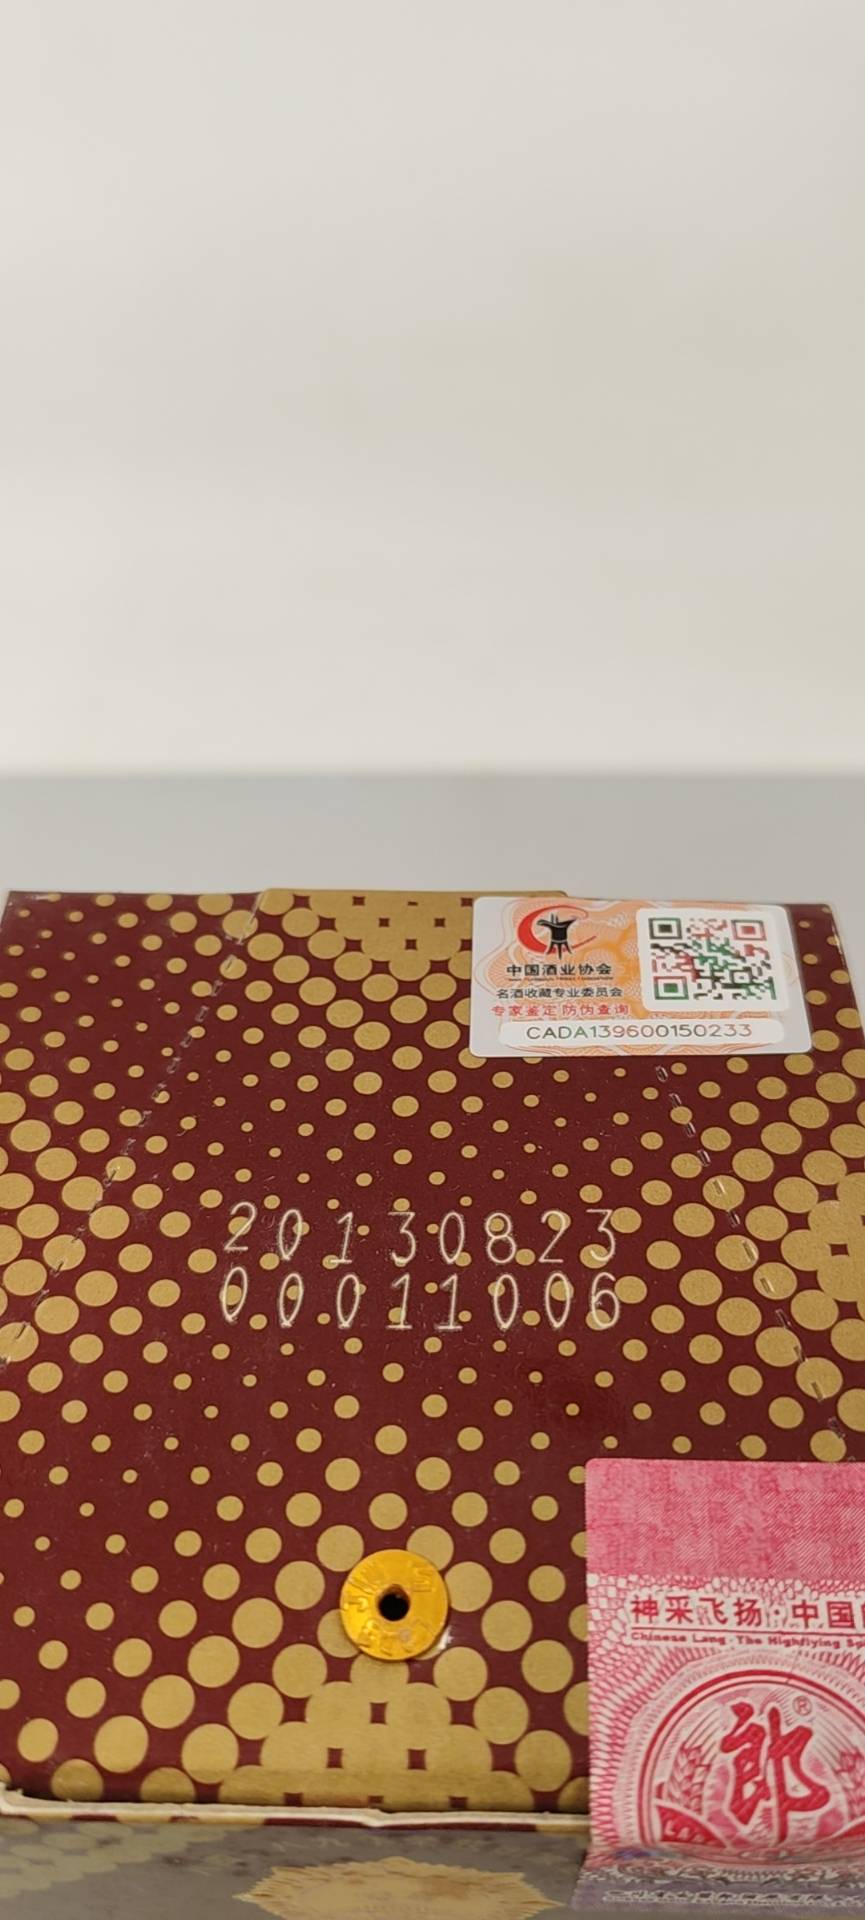 中国酒业协会
名酒收藏专业委员会
专家鉴定 防伪查询
CADA139600150233
20130823
00011006
神采飞扬·中国
Chinese Lang·The Highflying
郎®